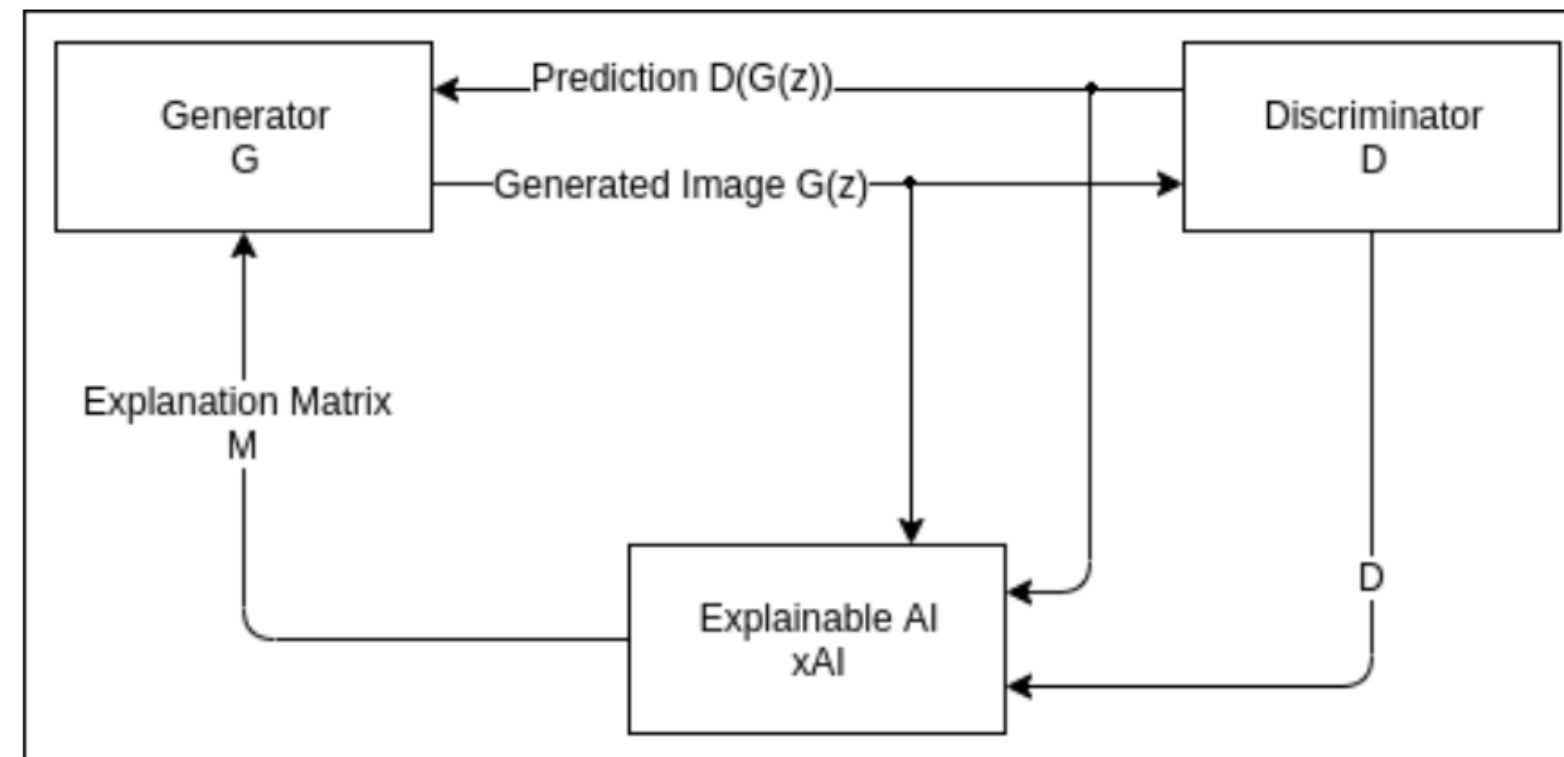 Prediction D(G(z))
Generator
G
Discriminator
D
Generated Image G(z)
Explanation Matrix
M
D
Explainable AI
xAI